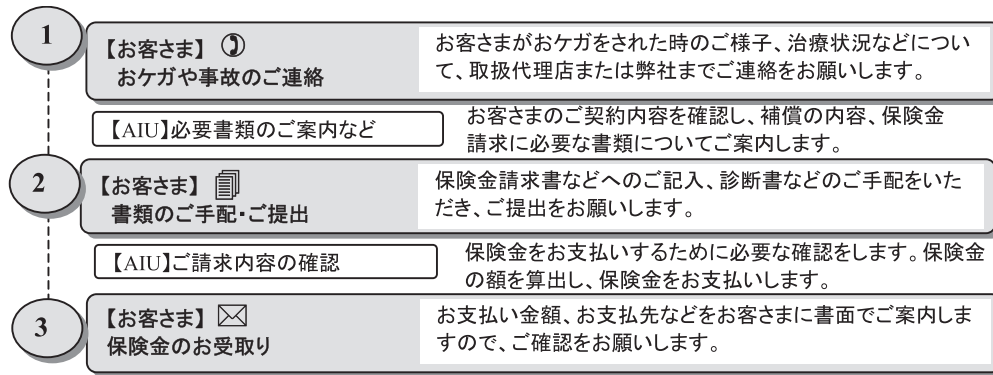 1
【お客さま】
おケガや事故のご連絡
お客さまがおケガをされた時のご様子、治療状況などについ
て、取扱代理店または弊社までご連絡をお願いします。
【AIU】必要書類のご案内など
お客さまのご契約内容を確認し、補償の内容、保険金
請求に必要な書類についてご案内します。
2
【お客さま】
書類のご手配・ご提出
保険金請求書などへのご記入、診断書などのご手配をいた
だき、ご提出をお願いします。
【AIU】ご請求内容の確認
保険金をお支払いするために必要な確認をします。保険金
の額を算出し、保険金をお支払いします。
3
【お客さま】
保険金のお受取り
お支払い金額、お支払先などをお客さまに書面でご案内しま
すので、ご確認をお願いします。